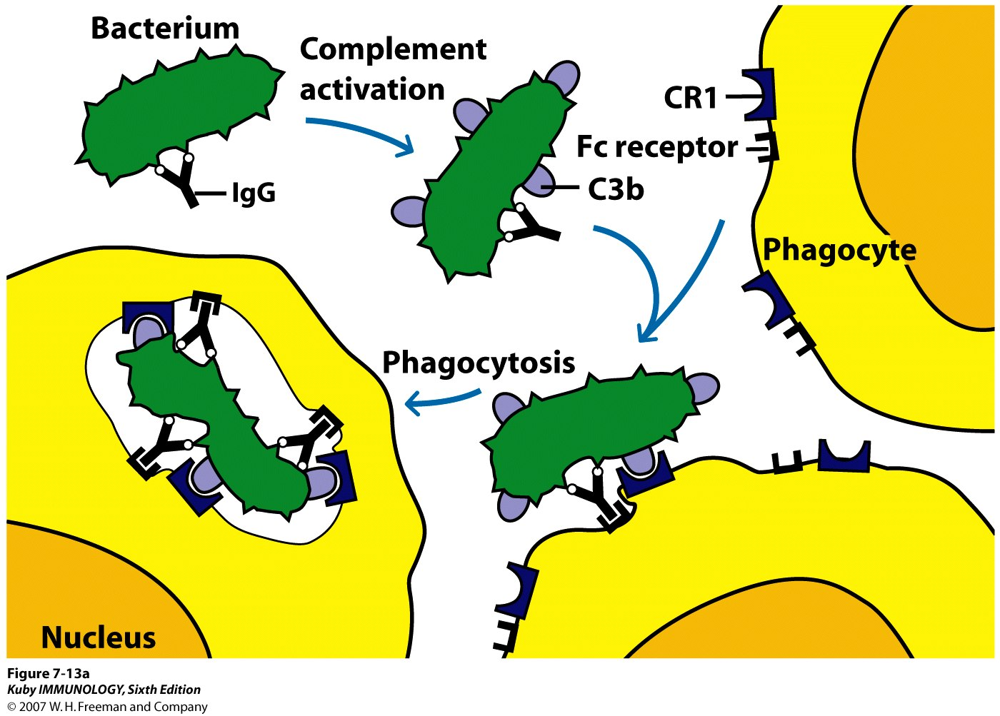 Bacterium
Complement
activation
CR1
Fc receptor
C3b
IgG
Phagocyte
Phagocytosis
Nucleus
Figure 7-13a
Kuby IMMUNOLOGY, Sixth Edition
© 2007 W. H. Freeman and Company